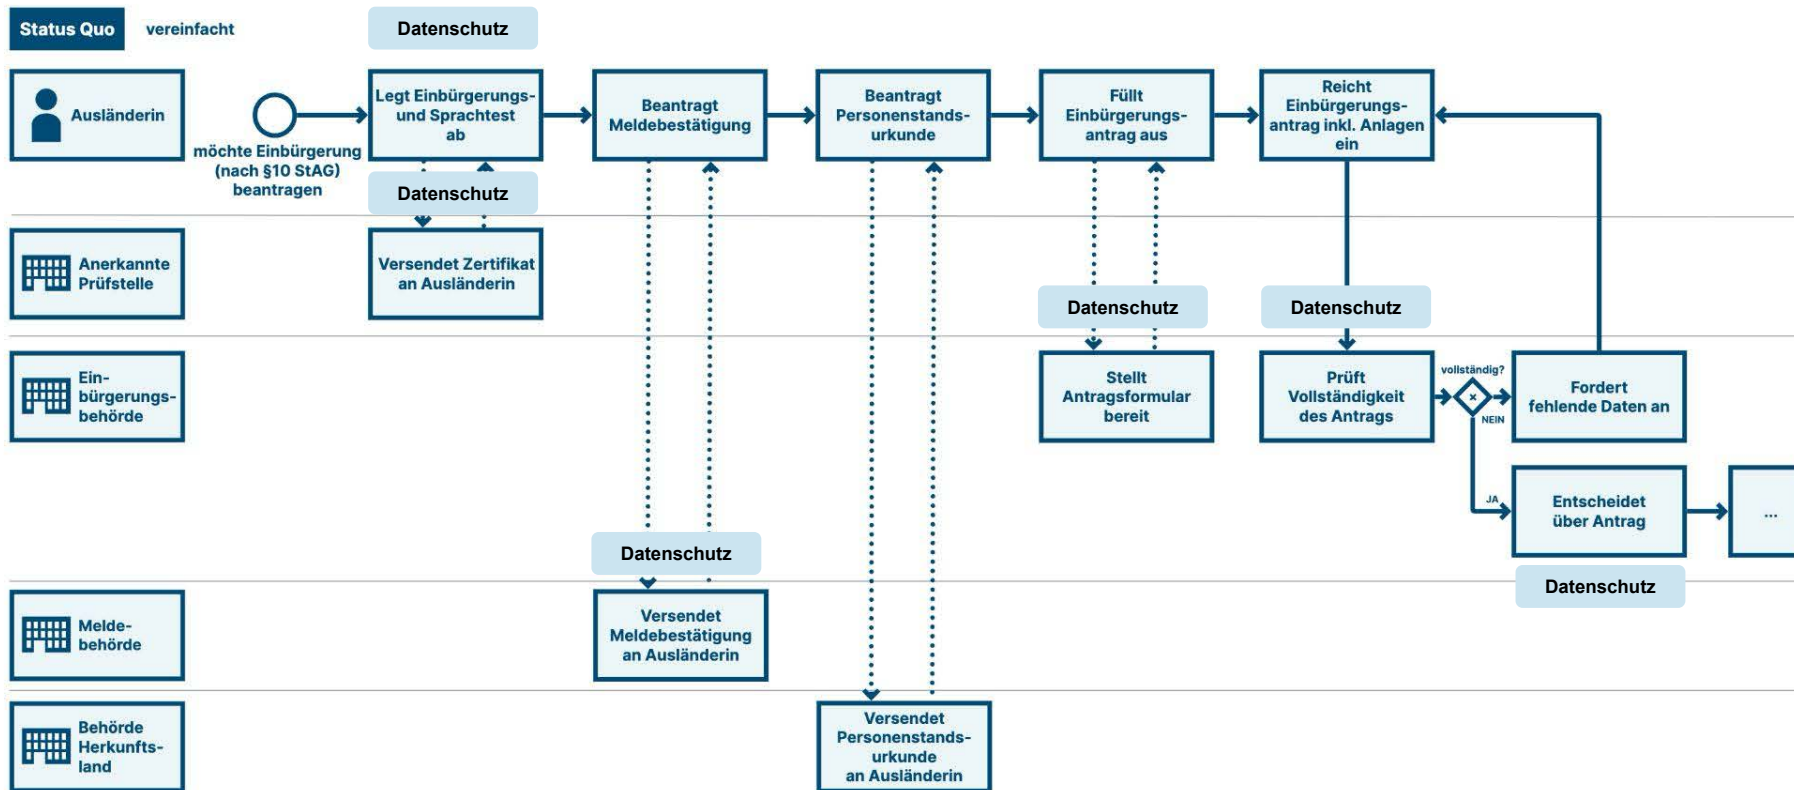 Status Quo
vereinfacht
Datenschutz
Ausländerin
möchte Einbürgerung
(nach §10 StAG)
beantragen
Legt Einbürgerungs-
und Sprachtest
ab
Beantragt
Meldebestätigung
Beantragt
Personenstands-
urkunde
Füllt
Einbürgerungs-
antrag aus
Reicht
Einbürgerungs-
antrag inkl. Anlagen
ein
Datenschutz
Anerkannte
Prüfstelle
Versendet Zertifikat
an Ausländerin
Datenschutz
Datenschutz
Ein-
bürgerungs-
behörde
Stellt
Antragsformular
bereit
Prüft
Vollständigkeit
des Antrags
vollständig?
×
NEIN
Fordert
fehlende Daten an
JA
Entscheidet
über Antrag
...
Datenschutz
Datenschutz
Melde-
behörde
Versendet
Meldebestätigung
an Ausländerin
Behörde
Herkunfts-
land
Versendet
Personenstands-
urkunde
an Ausländerin